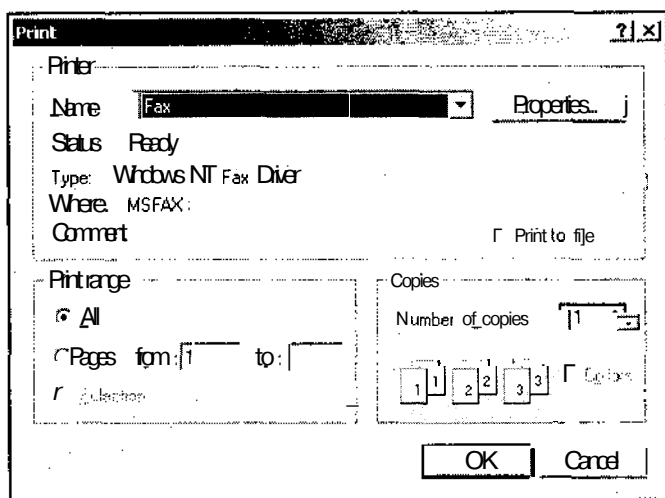 Print
Printer
Name Fax Properties...
Status Ready
Type: Windows NT Fax Driver
Where. MSFAX:
Comment
Print to file
Print range
All
Pages from: 1 to:
Copies
Number of copies 1
1 1 2 2 3 3
OK Cancel